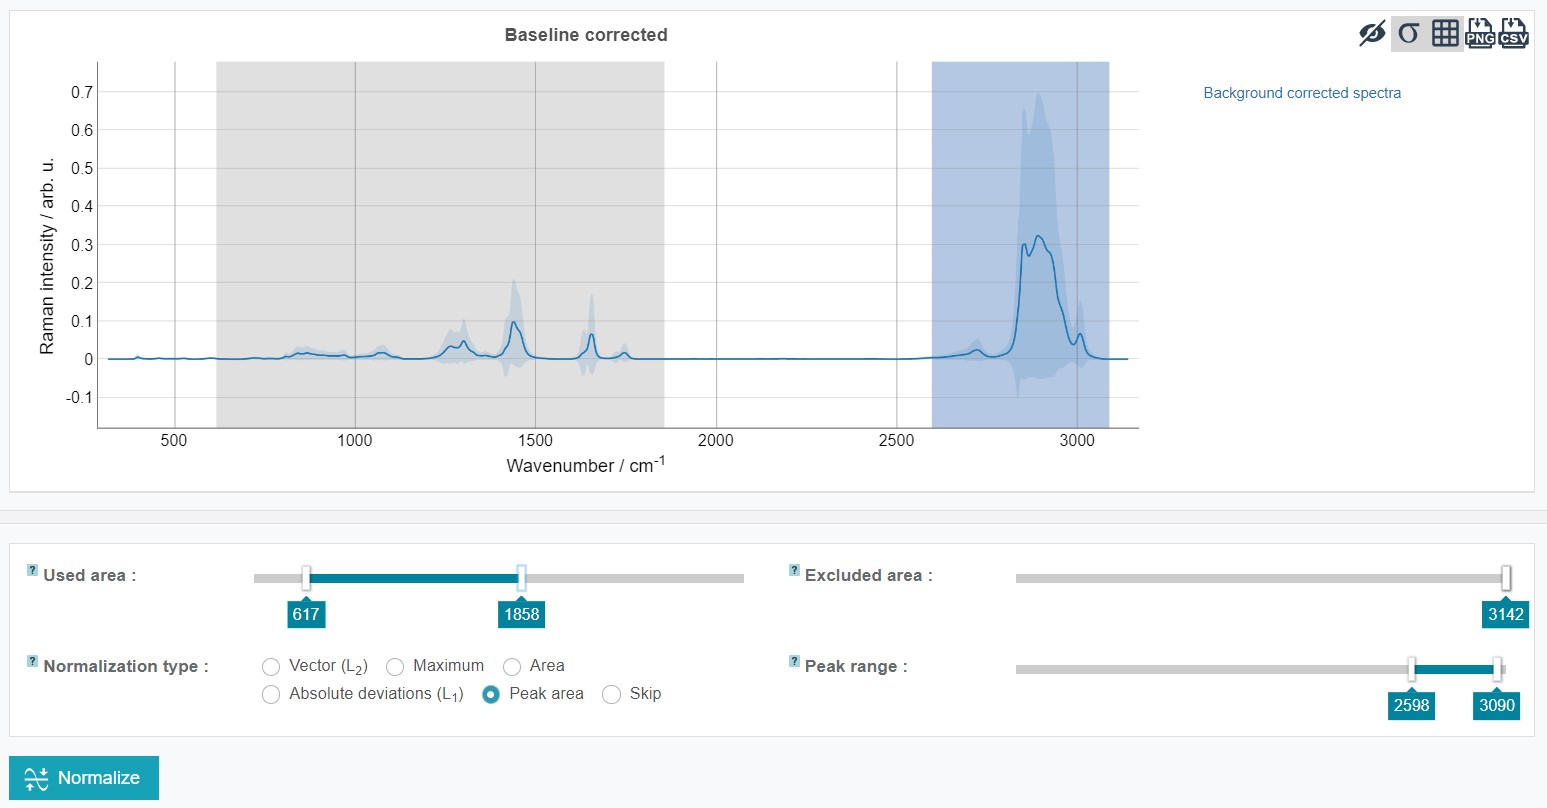 Baseline corrected
σ
PNG
CSV
Background corrected spectra
Raman intensity / arb. u.
0.7
0.6
0.5
0.4
0.3
0.2
0.1
0
-0.1
500
1000
1500
2000
2500
3000
Wavenumber / cm-1
? Used area :
617
1858
? Excluded area :
3142
? Normalization type :
Vector (L2)
Maximum
Area
Absolute deviations (L1)
Peak area
Skip
? Peak range :
2598
3090
Normalize